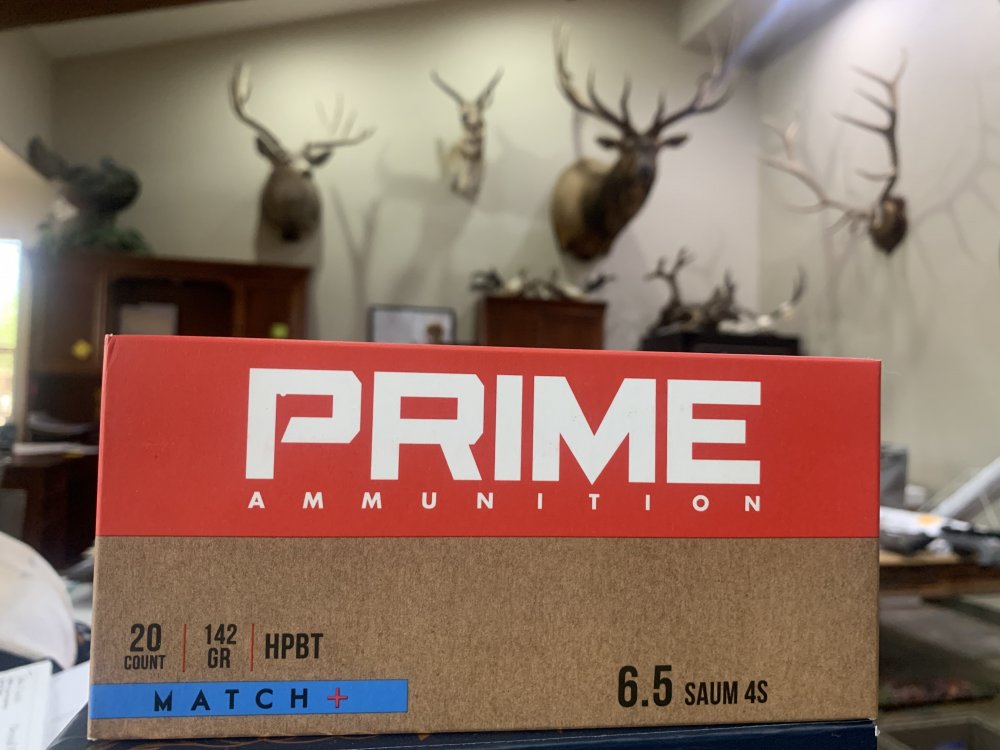 PRIME
AMMUNITION
20 COUNT | 142 GR | HPBT
MATCH+
6.5 SAUM 4S